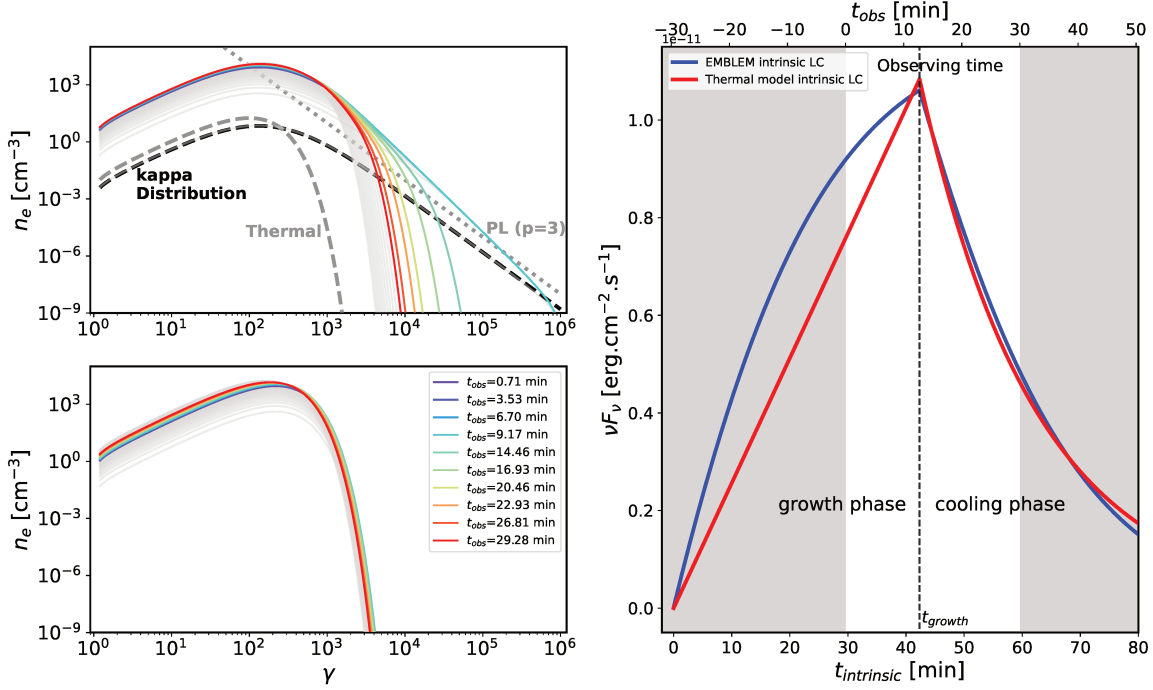 10^3
10^0
10^-3
10^-6
10^-9
n_e [cm^-3]
kappa
Distribution
Thermal
PL (p=3)
10^0 10^1 10^2 10^3 10^4 10^5 10^6
10^3
10^0
10^-3
10^-6
10^-9
n_e [cm^-3]
t_obs=0.71 min
t_obs=3.53 min
t_obs=6.70 min
t_obs=9.17 min
t_obs=14.46 min
t_obs=16.93 min
t_obs=20.46 min
t_obs=22.93 min
t_obs=26.81 min
t_obs=29.28 min
10^0 10^1 10^2 10^3 10^4 10^5 10^6
γ
t_obs [min]
−30 −20 −10 0 10 20 30 40 50
1e−11
EMBLEM intrinsic LC
Thermal model intrinsic LC
Observing time
1.0
0.8
0.6
0.4
0.2
0.0
νF_ν [erg.cm^-2.s^-1]
growth phase
cooling phase
t_growth
0 10 20 30 40 50 60 70 80
t_intrinsic [min]